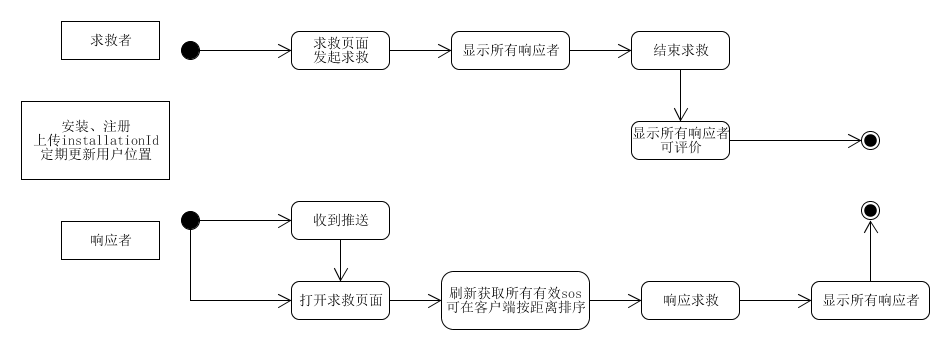 求救者
求救页面
发起求救
显示所有响应者
结束求救
显示所有响应者
可评价
安装、注册
上传installationId
定期更新用户位置
响应者
收到推送
打开求救页面
刷新获取所有有效sos
可在客户端按距离排序
响应求救
显示所有响应者